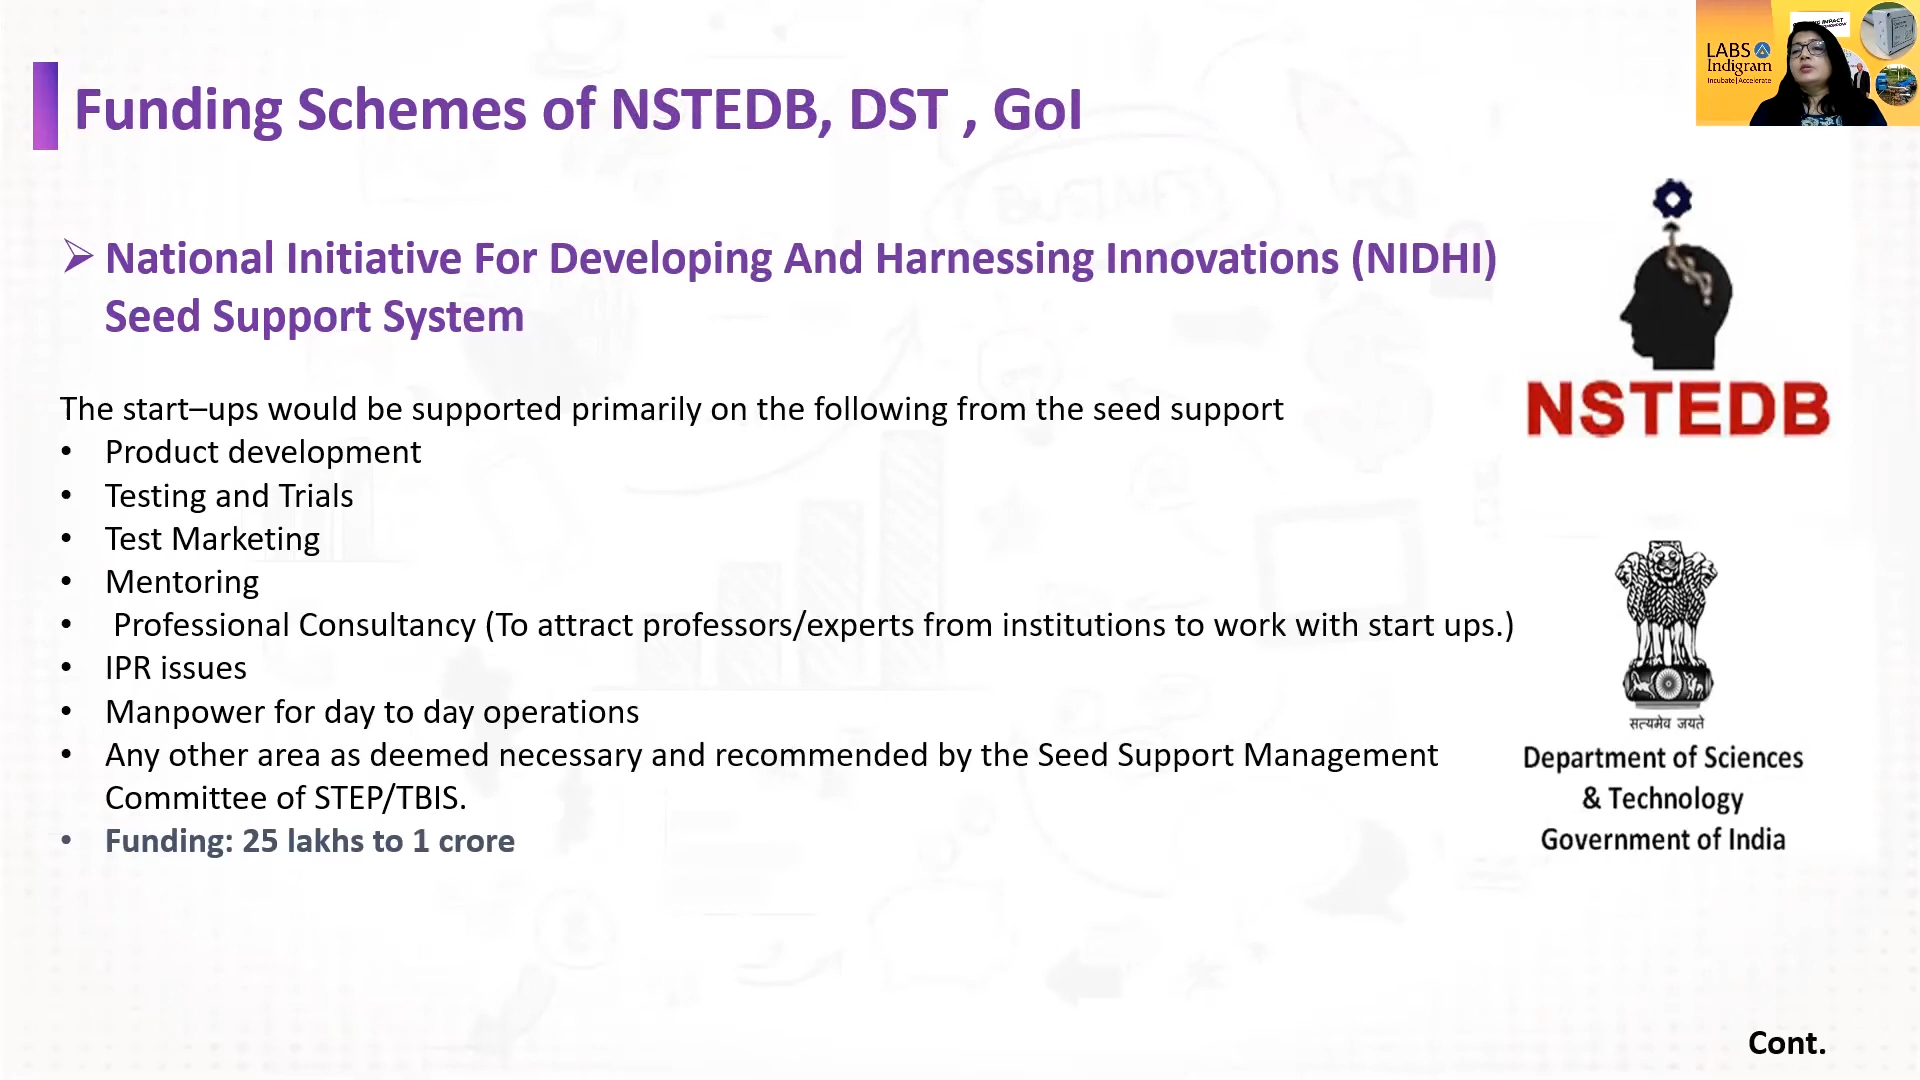 Funding Schemes of NSTEDB, DST , GoI
LABS
Indigram
Incubate|Accelerate
➢ National Initiative For Developing And Harnessing Innovations (NIDHI)
Seed Support System
The start–ups would be supported primarily on the following from the seed support
• Product development
• Testing and Trials
• Test Marketing
• Mentoring
• Professional Consultancy (To attract professors/experts from institutions to work with start ups.)
• IPR issues
• Manpower for day to day operations
• Any other area as deemed necessary and recommended by the Seed Support Management
Committee of STEP/TBIS.
• Funding: 25 lakhs to 1 crore
NSTEDB
सत्यमेव जयते
Department of Sciences
& Technology
Government of India
Cont.